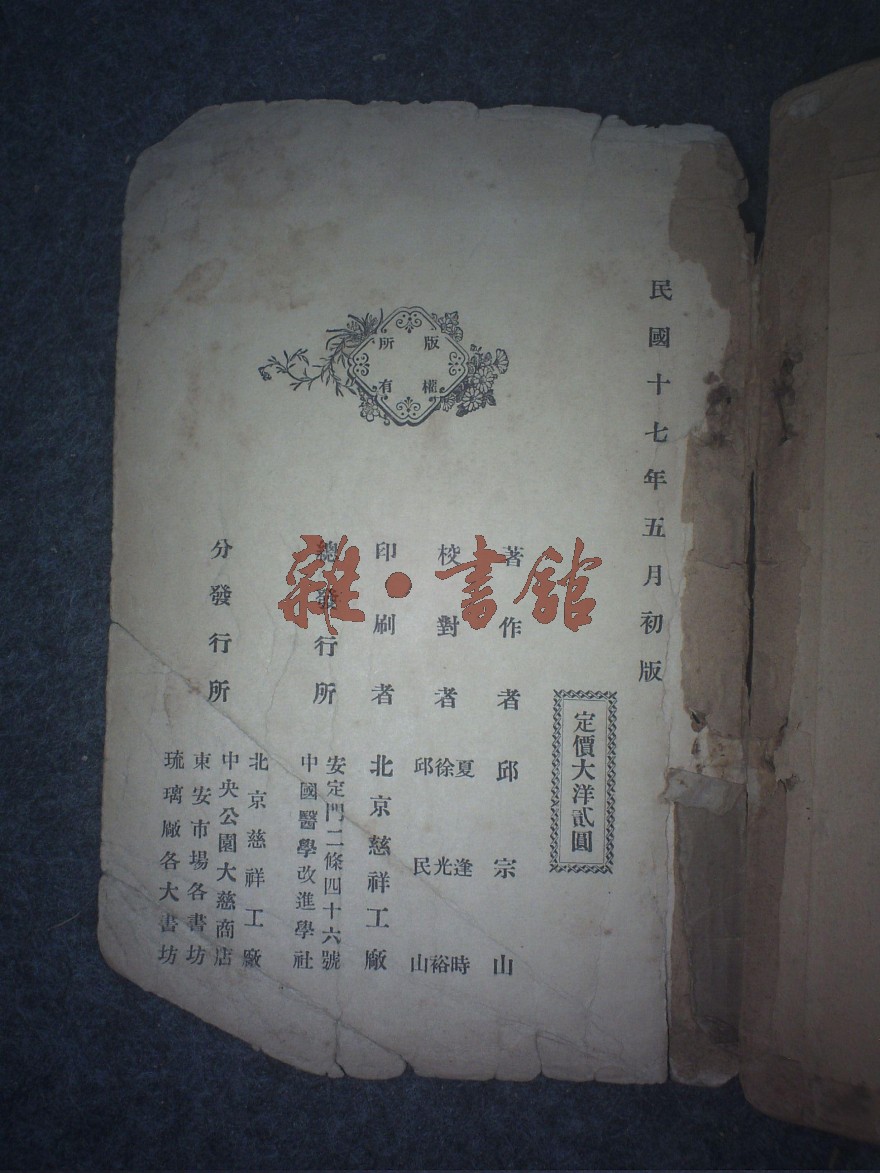 民國十七年五月初版
定價大洋貳圓
著作者 邱宗山
校對者 夏逢時
徐光裕
邱民山
印刷者 北京慈祥工廠
總發行所 安定門二條四十六號
中國醫學改進學社
分發行所 北京慈祥工廠
中央公園大慈商店
東安市場各書坊
琉璃廠各大書坊
版權
所有
雜·書館